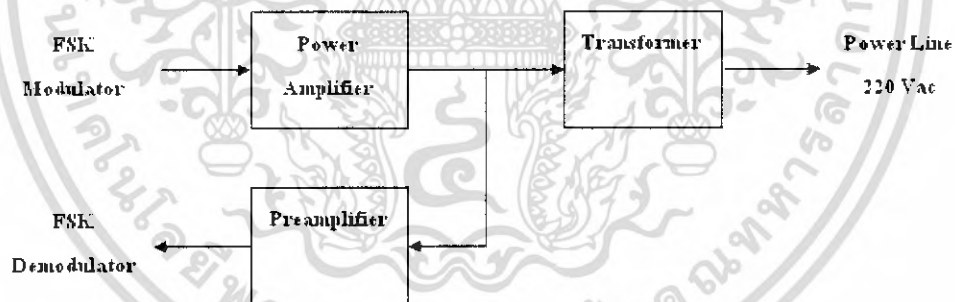 FSK
Modulator
Power
Amplifier
Transformer
Power Line
220 Vac
FSK
Demodulator
Preamplifier